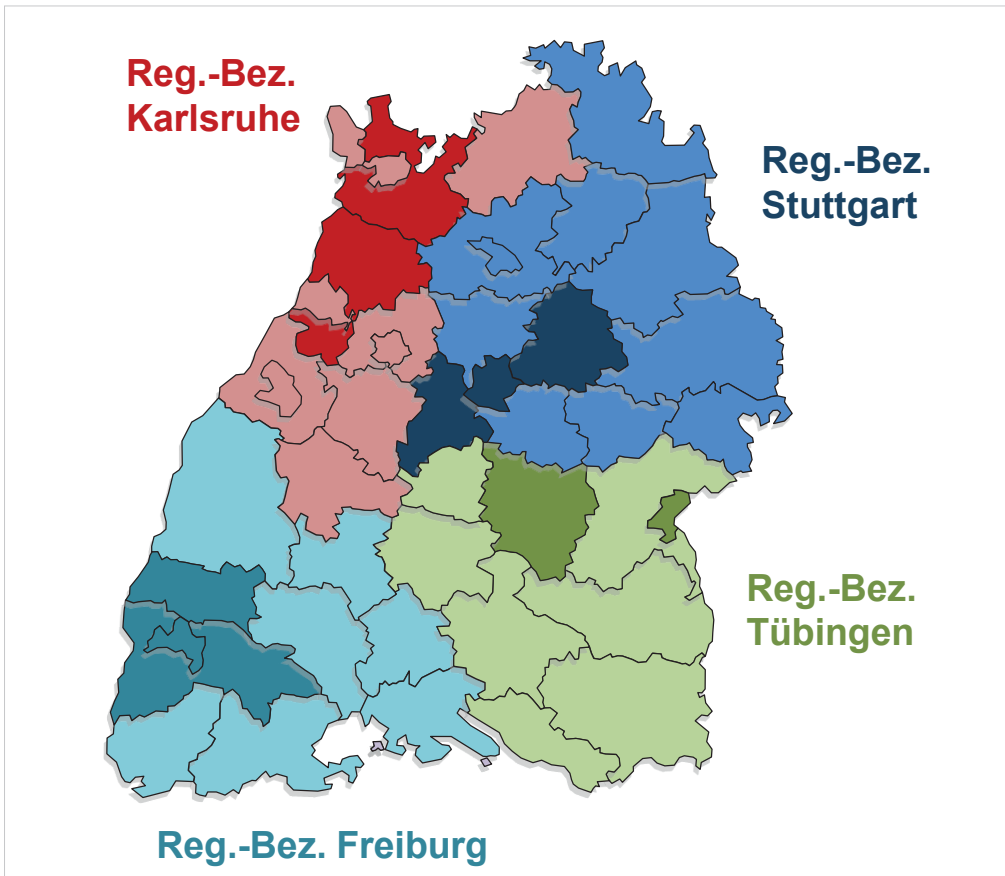 Reg.-Bez.
Karlsruhe
Reg.-Bez.
Stuttgart
Reg.-Bez.
Tübingen
Reg.-Bez. Freiburg